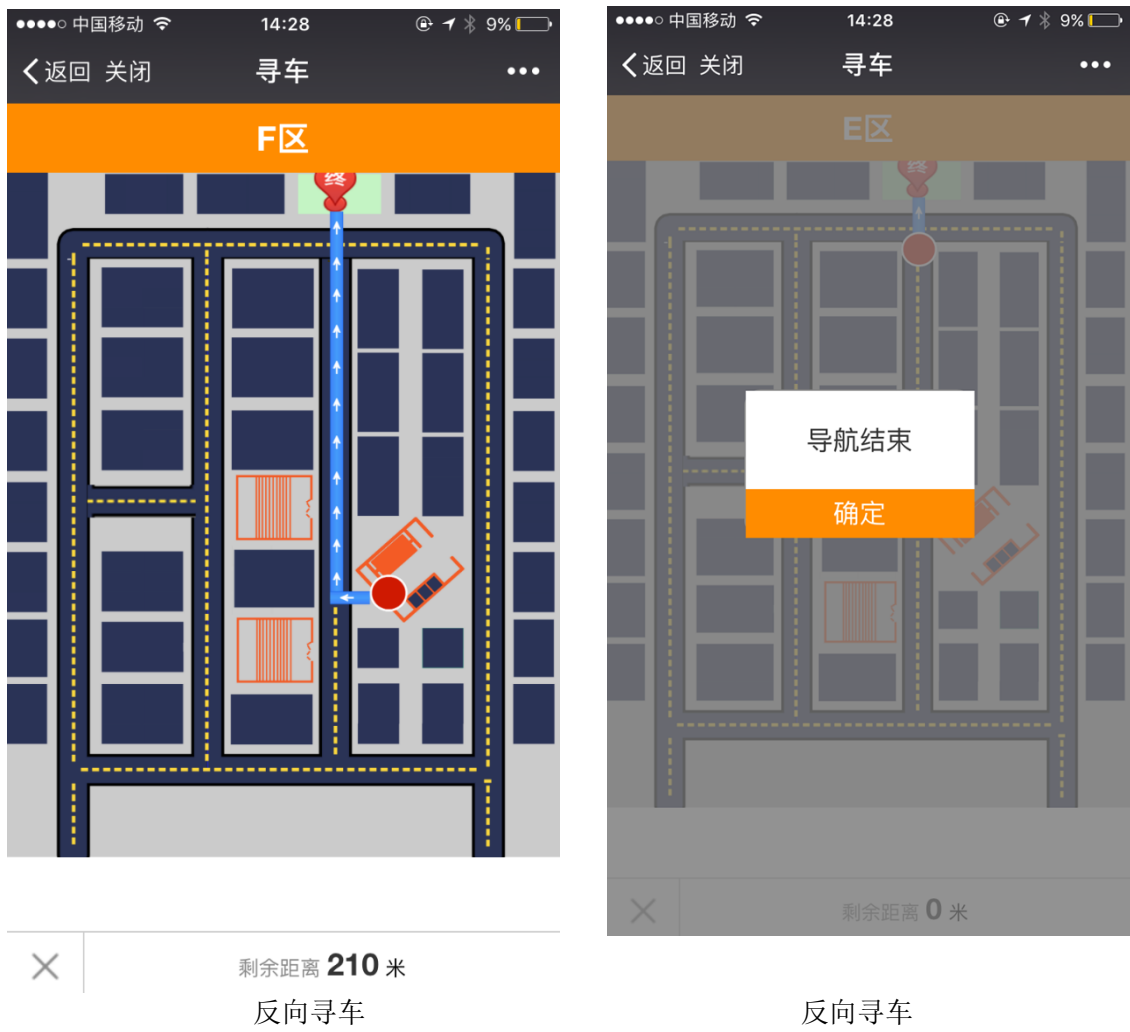 中国移动 14:28 9%
返回 关闭 寻车
F区
终
剩余距离 210 米
反向寻车
中国移动 14:28 9%
返回 关闭 寻车
E区
终
导航结束
确定
剩余距离 0 米
反向寻车